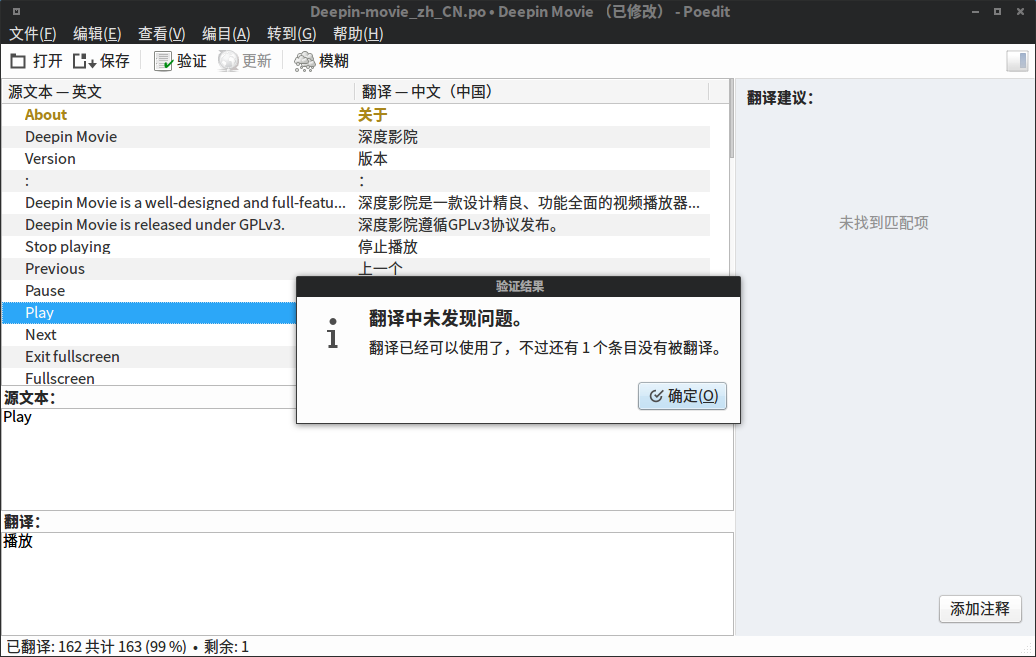 Deepin-movie_zh_CN.po • Deepin Movie （已修改） - Poedit
文件(F) 编辑(E) 查看(V) 编目(A) 转到(G) 帮助(H)
打开 保存 验证 更新 模糊
源文本 — 英文 翻译 — 中文（中国）
翻译建议：
About 关于
Deepin Movie 深度影院
Version 版本
: ：
Deepin Movie is a well-designed and full-featu... 深度影院是一款设计精良、功能全面的视频播放器...
未找到匹配项
Deepin Movie is released under GPLv3. 深度影院遵循GPLv3协议发布。
Stop playing 停止播放
Previous 上一个
Pause
Play
Next
Exit fullscreen
Fullscreen
验证结果
翻译中未发现问题。
翻译已经可以使用了，不过还有 1 个条目没有被翻译。
确定(O)
源文本：
Play
翻译：
播放
添加注释
已翻译: 162 共计 163 (99 %) • 剩余: 1